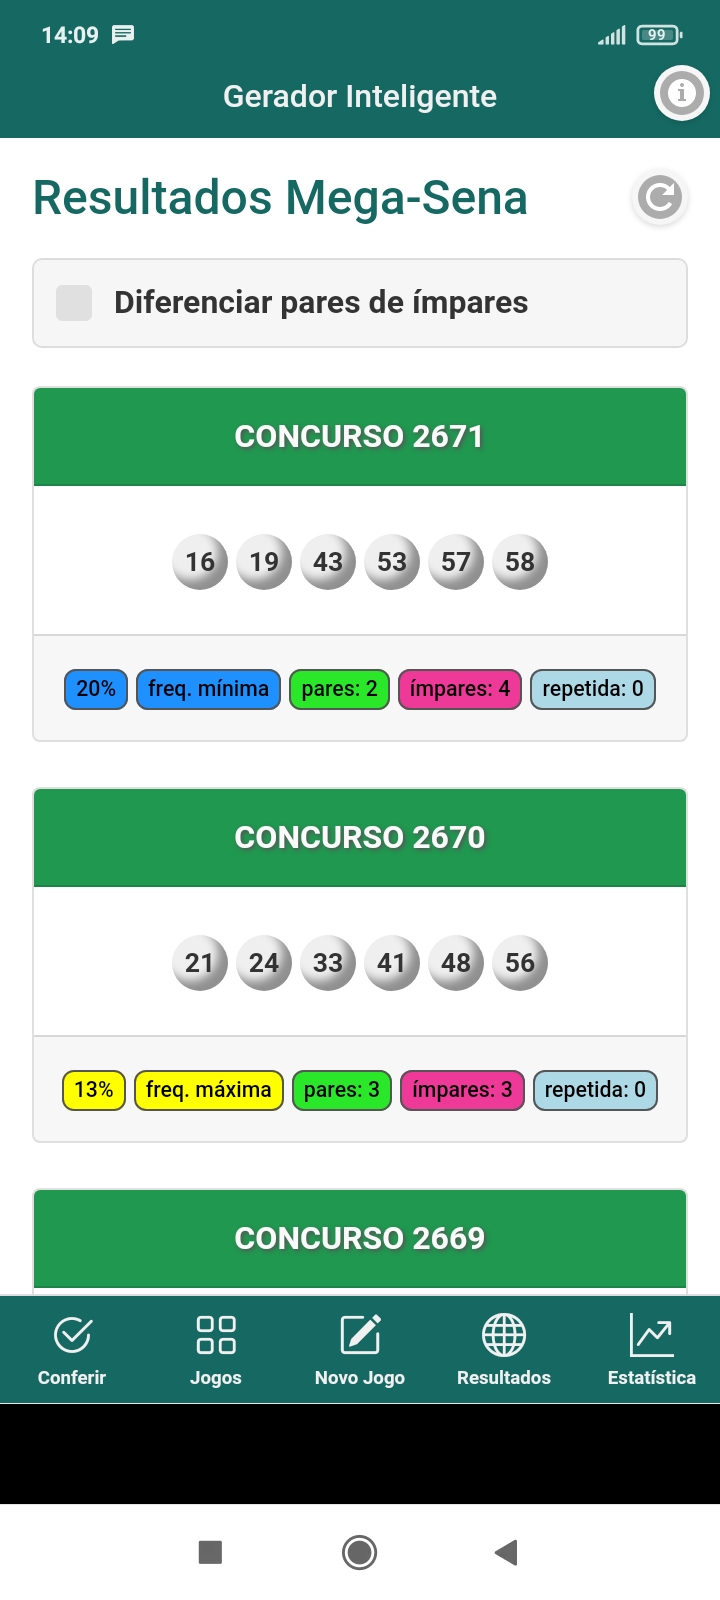 14:09 99
Gerador Inteligente
Resultados Mega-Sena
Diferenciar pares de ímpares
CONCURSO 2671
16 19 43 53 57 58
20% freq. mínima pares: 2 ímpares: 4 repetida: 0
CONCURSO 2670
21 24 33 41 48 56
13% freq. máxima pares: 3 ímpares: 3 repetida: 0
CONCURSO 2669
Conferir Jogos Novo Jogo Resultados Estatística